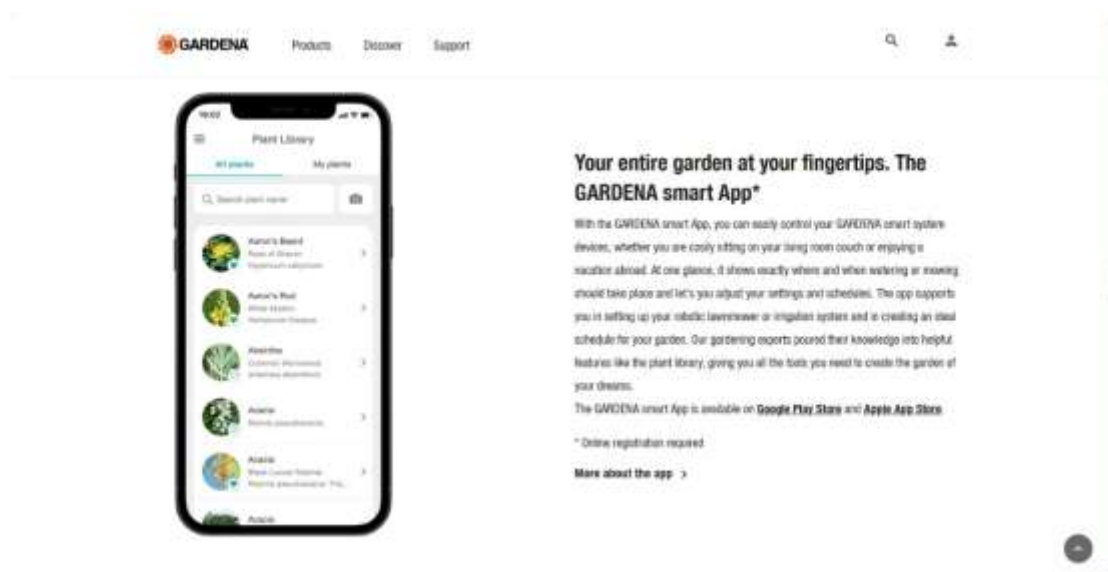 GARDENA
Products
Discover
Support
Your entire garden at your fingertips. The
GARDENA smart App*
With the GARDENA smart App, you can easily control your GARDENA smart system
devices, whether you are cosily sitting on your living room couch or enjoying a
vacation abroad. At one glance, it shows exactly where and when watering or mowing
should take place and let's you adjust your settings and schedules. The app supports
you in setting up your robotic lawnmower or irrigation system and in creating an ideal
schedule for your garden. Our gardening experts poured their knowledge into helpful
features like the plant library, giving you all the tools you need to create the garden of
your dreams.
The GARDENA smart App is available on Google Play Store and Apple App Store
* Online registration required
More about the app >
Plant Library
All plants
My plants
Search plant name
Aaron's Beard
Rose of Sharon
Aaron's Rod
Absinthe
Acacia
Acacia
Acacia